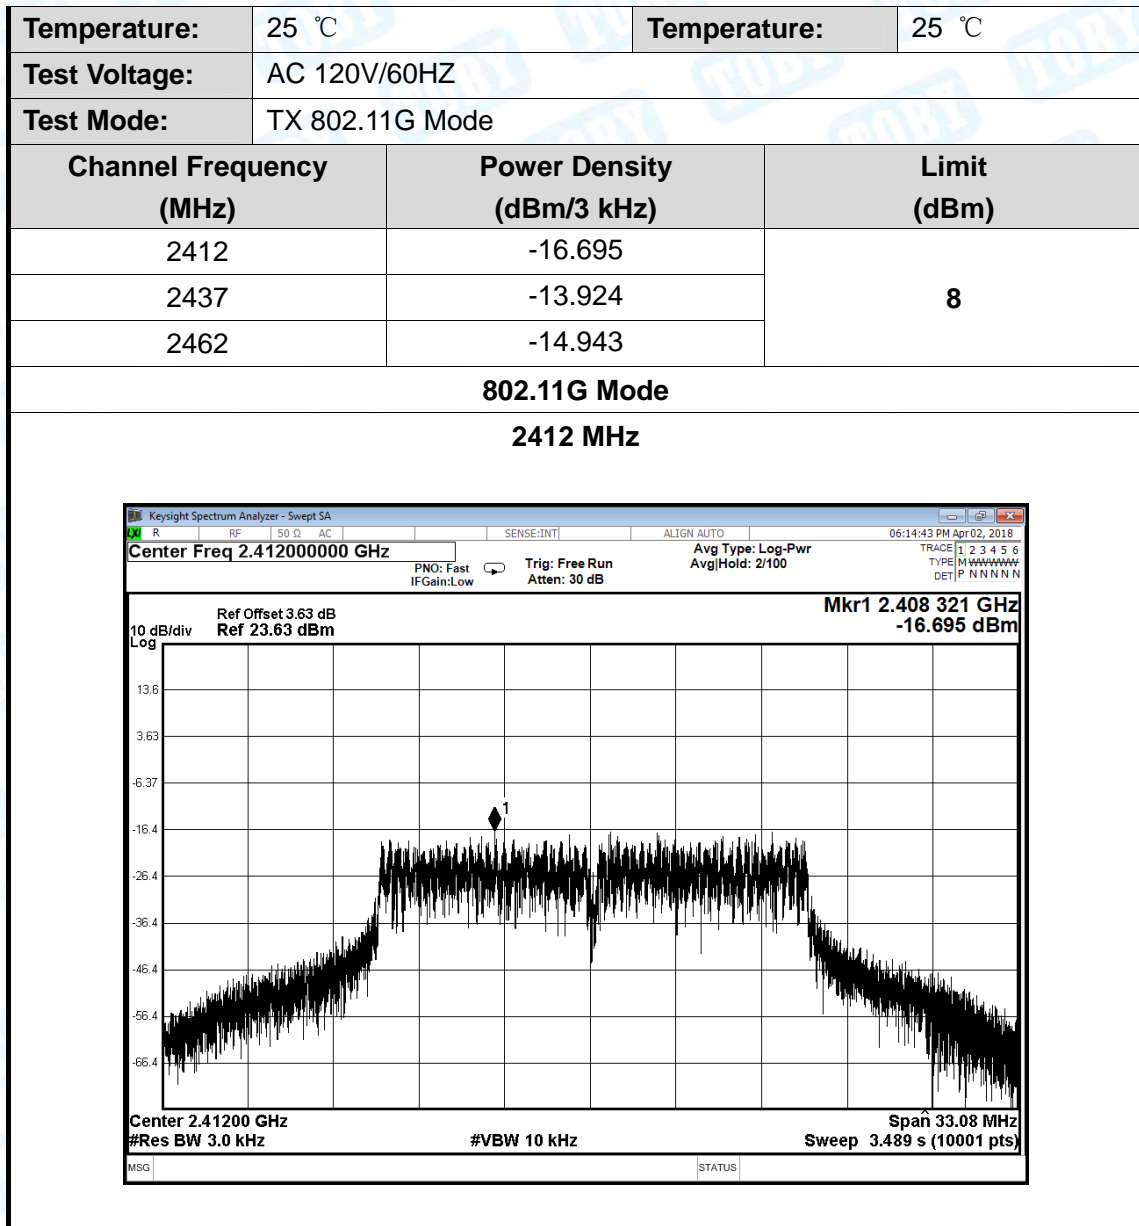 Temperature: 25 ℃ Temperature: 25 ℃
Test Voltage: AC 120V/60HZ
Test Mode: TX 802.11G Mode
Channel Frequency Power Density Limit
(MHz) (dBm/3 kHz) (dBm)
2412 -16.695
2437 -13.924 8
2462 -14.943
802.11G Mode
2412 MHz
Keysight Spectrum Analyzer - Swept SA
LXI R RF 50 Ω AC SENSE:INT ALIGN AUTO 06:14:43 PM Apr 02, 2018
Center Freq 2.412000000 GHz Avg Type: Log-Pwr TRACE 1 2 3 4 5 6
PNO: Fast Trig: Free Run Avg|Hold: 2/100 TYPE M WWWWW
IFGain:Low Atten: 30 dB DET P N N N N N
Mkr1 2.408 321 GHz
Ref Offset 3.63 dB
10 dB/div Ref 23.63 dBm -16.695 dBm
Log
13.6
3.63
-6.37
1
-16.4
-26.4
-36.4
-46.4
-56.4
-66.4
Center 2.41200 GHz Span 33.08 MHz
#Res BW 3.0 kHz #VBW 10 kHz Sweep 3.489 s (10001 pts)
MSG STATUS
TOBY